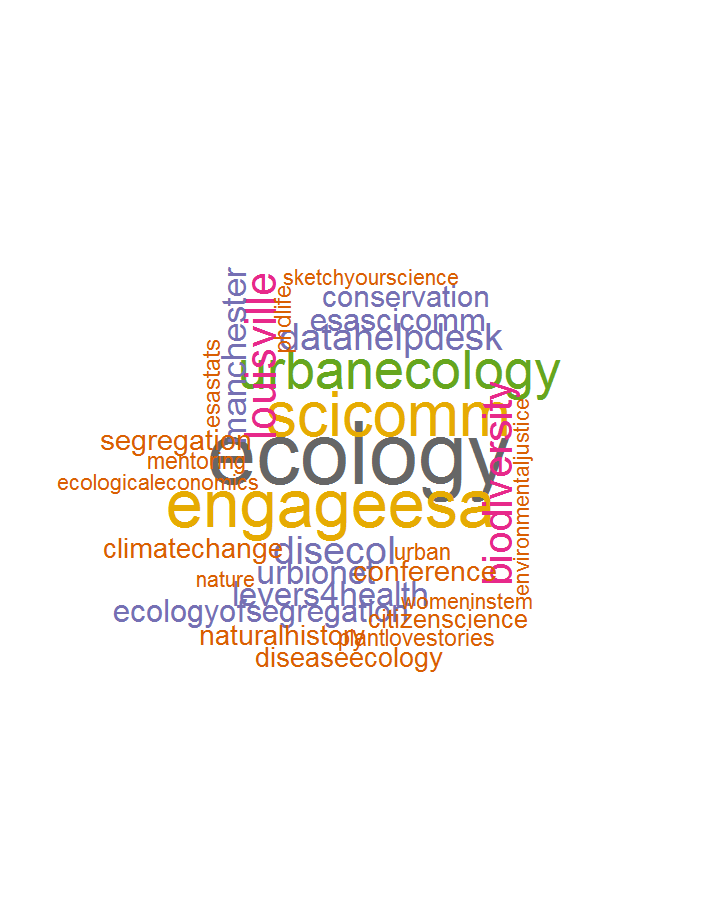 sketchyourscience
conservation
phdlife
esascicomm
datahelpdesk
manchester
louisville
urbanecology
esastats
scicomm
biodiversity
environmentaljustice
segregation
ecology
mentoring
ecologicaleconomics
engageesa
climatechange
disecol
urban
urbionet
conference
nature
levers4health
womeninstem
ecologyofsegregation
citizenscience
naturalhistory
plantlovestories
diseaseecology